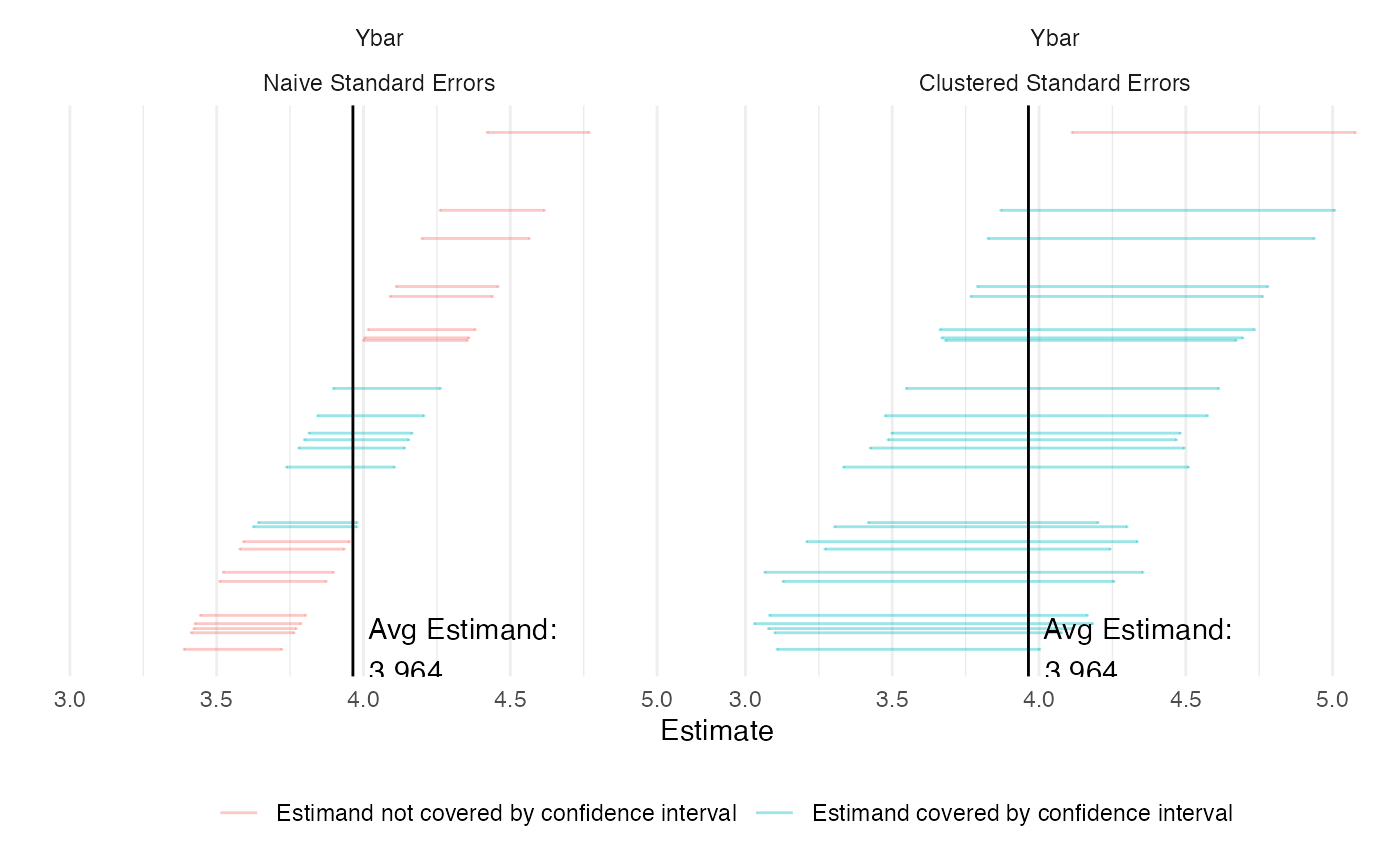 Ybar
Ybar
Naive Standard Errors
Clustered Standard Errors
Avg Estimand:
3.964
Avg Estimand:
3.964
3.0 3.5 4.0 4.5 5.0
3.0 3.5 4.0 4.5 5.0
Estimate
Estimand not covered by confidence interval
Estimand covered by confidence interval